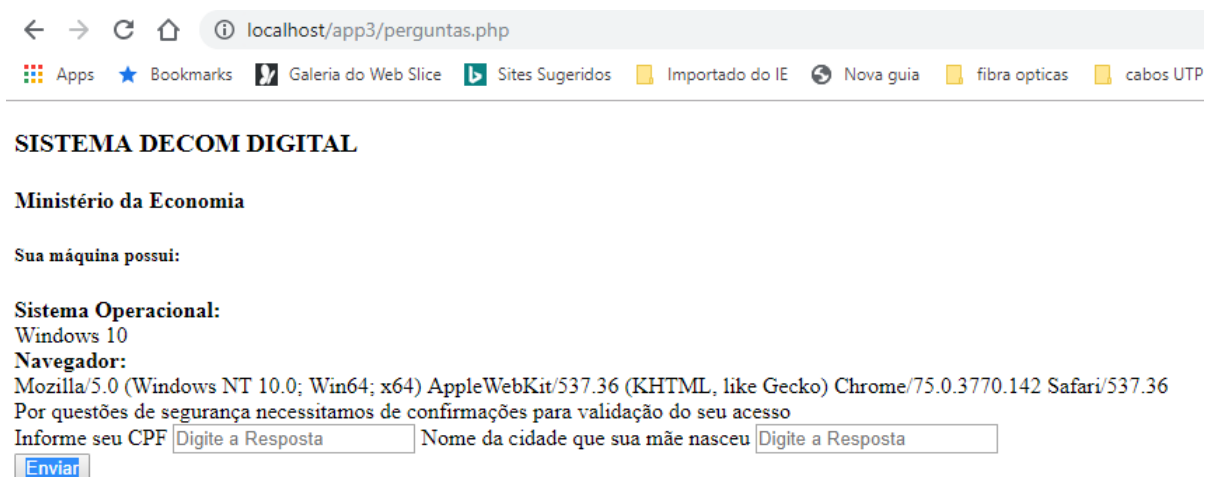 localhost/app3/perguntas.php
Apps Bookmarks Galeria do Web Slice Sites Sugeridos Importado do IE Nova guia fibra opticas cabos UTP
SISTEMA DECOM DIGITAL
Ministério da Economia
Sua máquina possui:
Sistema Operacional:
Windows 10
Navegador:
Mozilla/5.0 (Windows NT 10.0; Win64; x64) AppleWebKit/537.36 (KHTML, like Gecko) Chrome/75.0.3770.142 Safari/537.36
Por questões de segurança necessitamos de confirmações para validação do seu acesso
Informe seu CPF Digite a Resposta Nome da cidade que sua mãe nasceu Digite a Resposta
Enviar